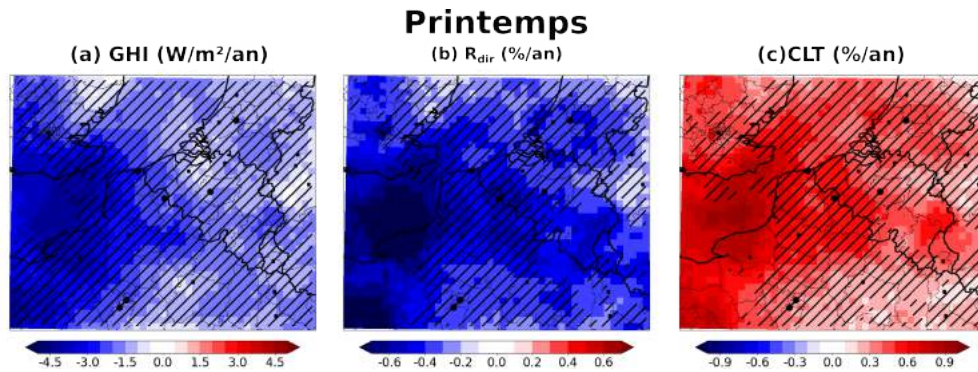 Printemps
(a) GHI (W/m²/an)
(b) R_dir (%/an)
(c)CLT (%/an)
-4.5 -3.0 -1.5 0.0 1.5 3.0 4.5
-0.6 -0.4 -0.2 0.0 0.2 0.4 0.6
-0.9 -0.6 -0.3 0.0 0.3 0.6 0.9